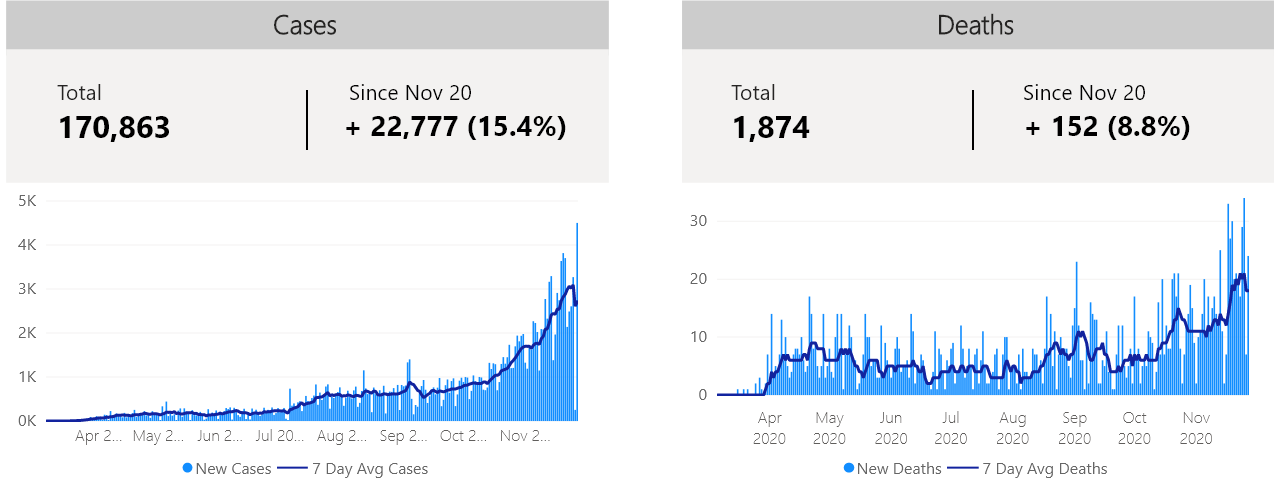 Cases
Total
170,863
Since Nov 20
+ 22,777 (15.4%)
5K
4K
3K
2K
1K
0K
Apr 2... May 2... Jun 2... Jul 20... Aug 2... Sep 2... Oct 2... Nov 2...
New Cases 7 Day Avg Cases
Deaths
Total
1,874
Since Nov 20
+ 152 (8.8%)
30
20
10
0
Apr May Jun Jul Aug Sep Oct Nov
2020 2020 2020 2020 2020 2020 2020 2020
New Deaths 7 Day Avg Deaths